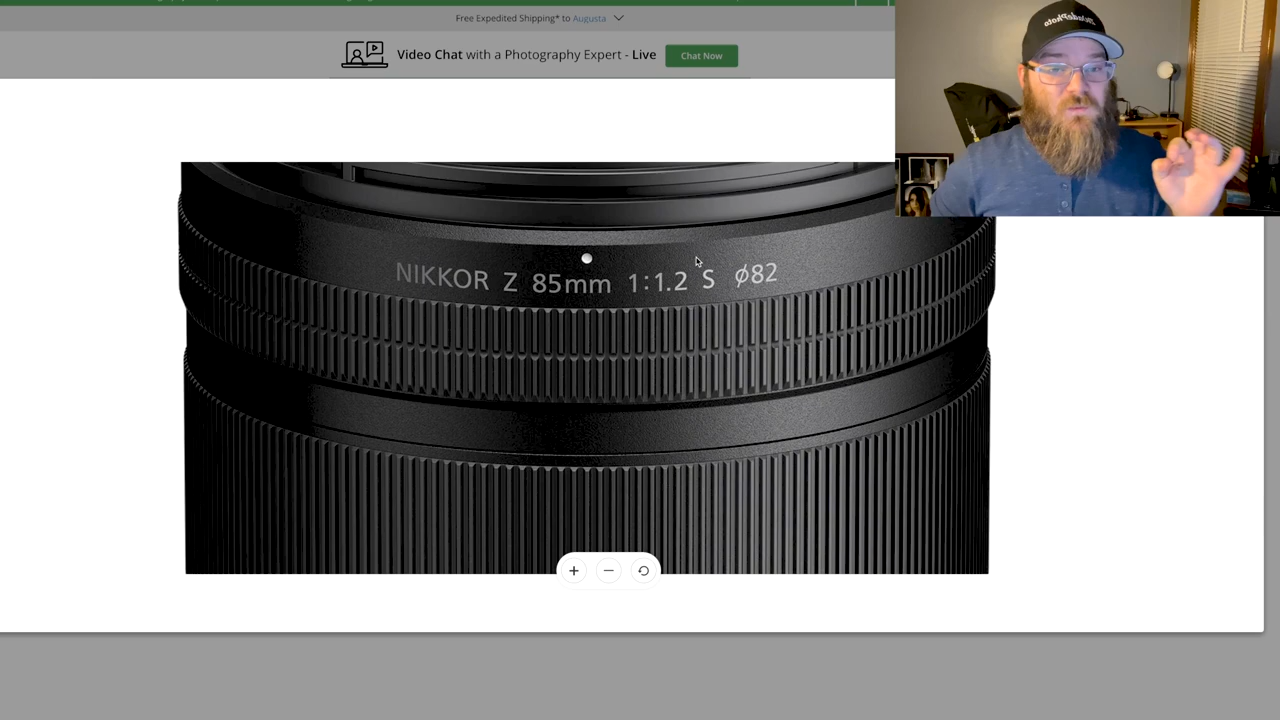 Free Expedited Shipping* to Augusta
Video Chat with a Photography Expert - Live
Chat Now
NIKKOR Z 85mm 1:1.2 S ø82